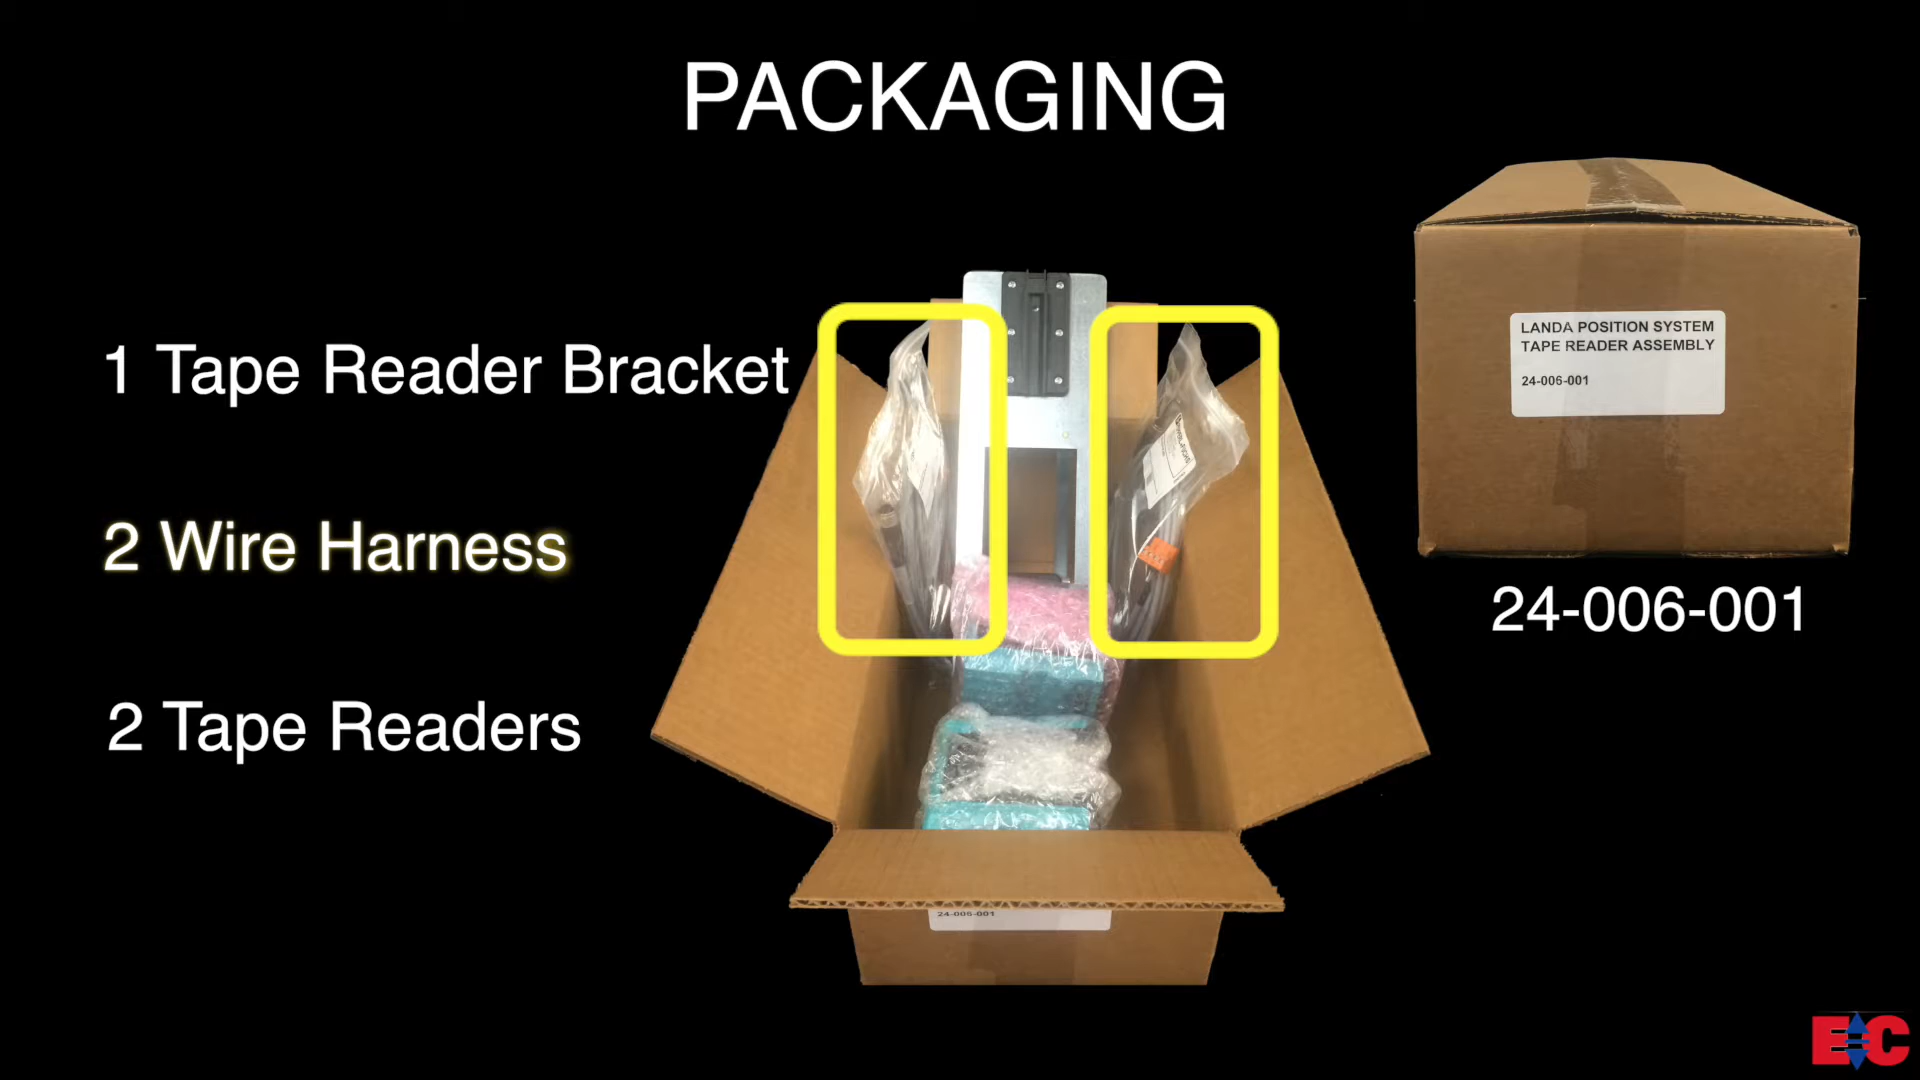 PACKAGING
1 Tape Reader Bracket
2 Wire Harness
2 Tape Readers
LANDA POSITION SYSTEM
TAPE READER ASSEMBLY
24-006-001
24-006-001
24-006-001
EC